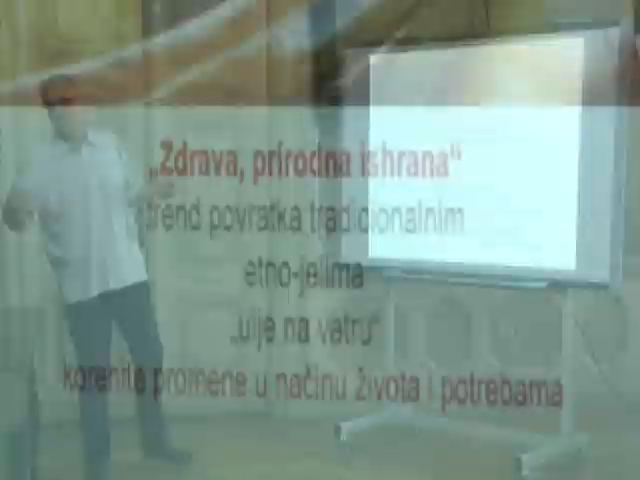 „Zdrava, prirodna ishrana“
trend povratka tradicionalnim
etno-jelima
„ulje na vatru“
korenite promene u načinu života i potrebama